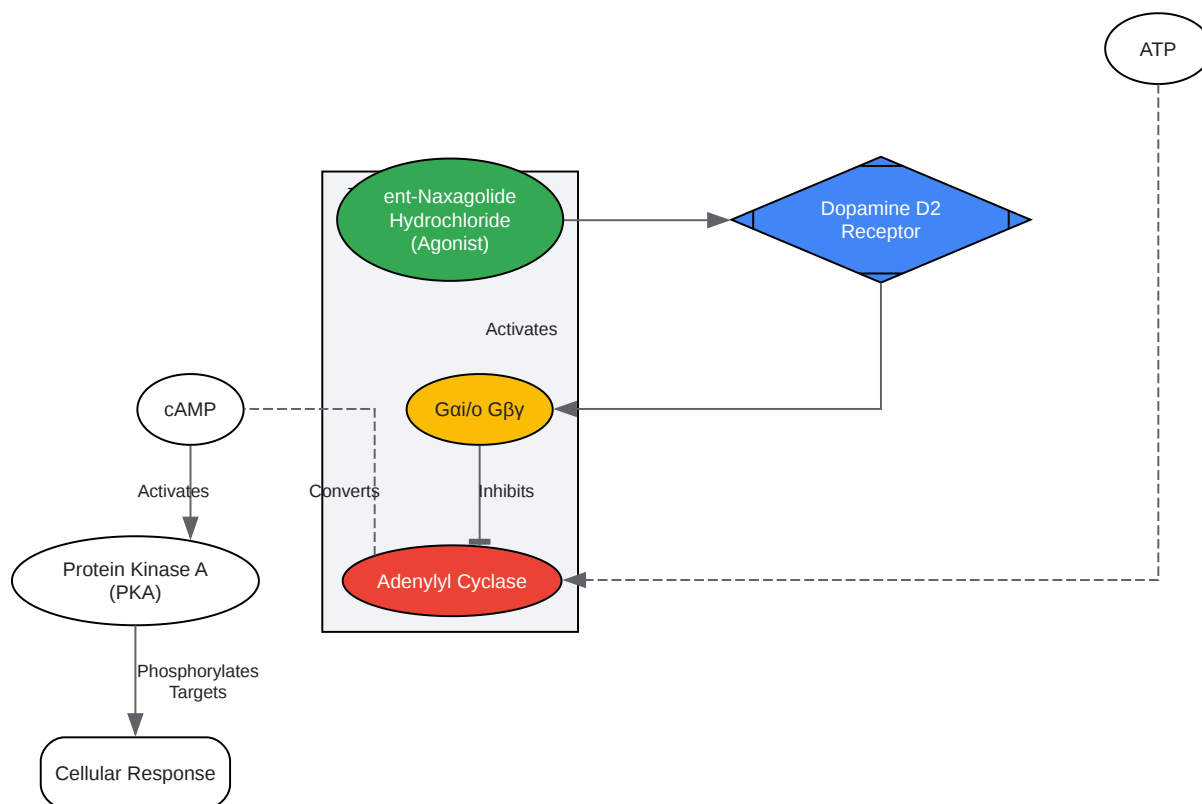 ATP
ent-Naxagolide
Hydrochloride
(Agonist)
Dopamine D2
Receptor
Activates
cAMP
Gαi/o Gβγ
Activates
Converts
Inhibits
Protein Kinase A
(PKA)
Adenylyl Cyclase
Phosphorylates
Targets
Cellular Response